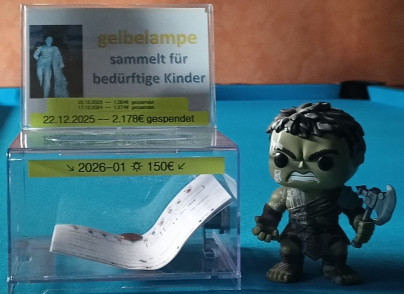 gelbelampe
sammelt für
bedürftige Kinder
22.12.2025 — 2.178€ gespendet
↘ 2026-01 ☼ 150€ ↙